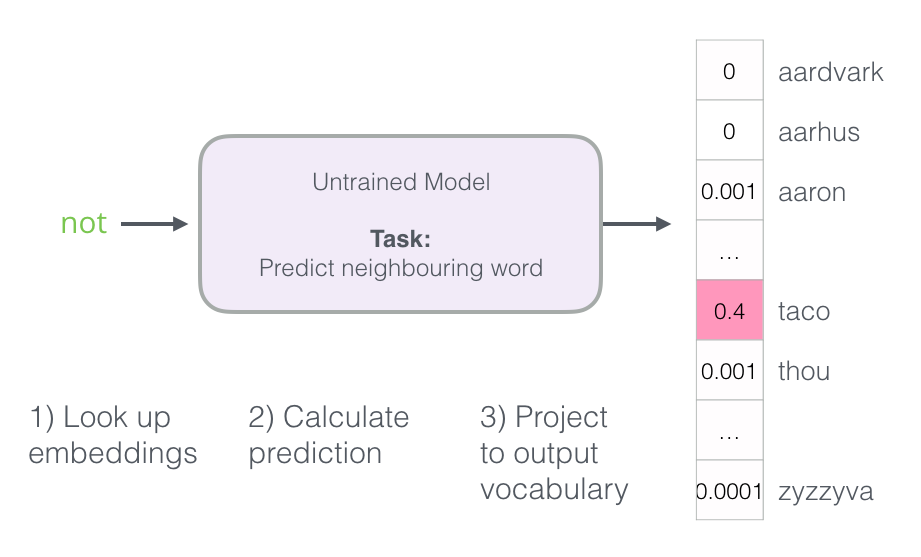 0 aardvark
0 aarhus
0.001 aaron
...
0.4 taco
0.001 thou
...
0.0001 zyzzyva
not
Untrained Model
Task:
Predict neighbouring word
1) Look up
embeddings
2) Calculate
prediction
3) Project
to output
vocabulary